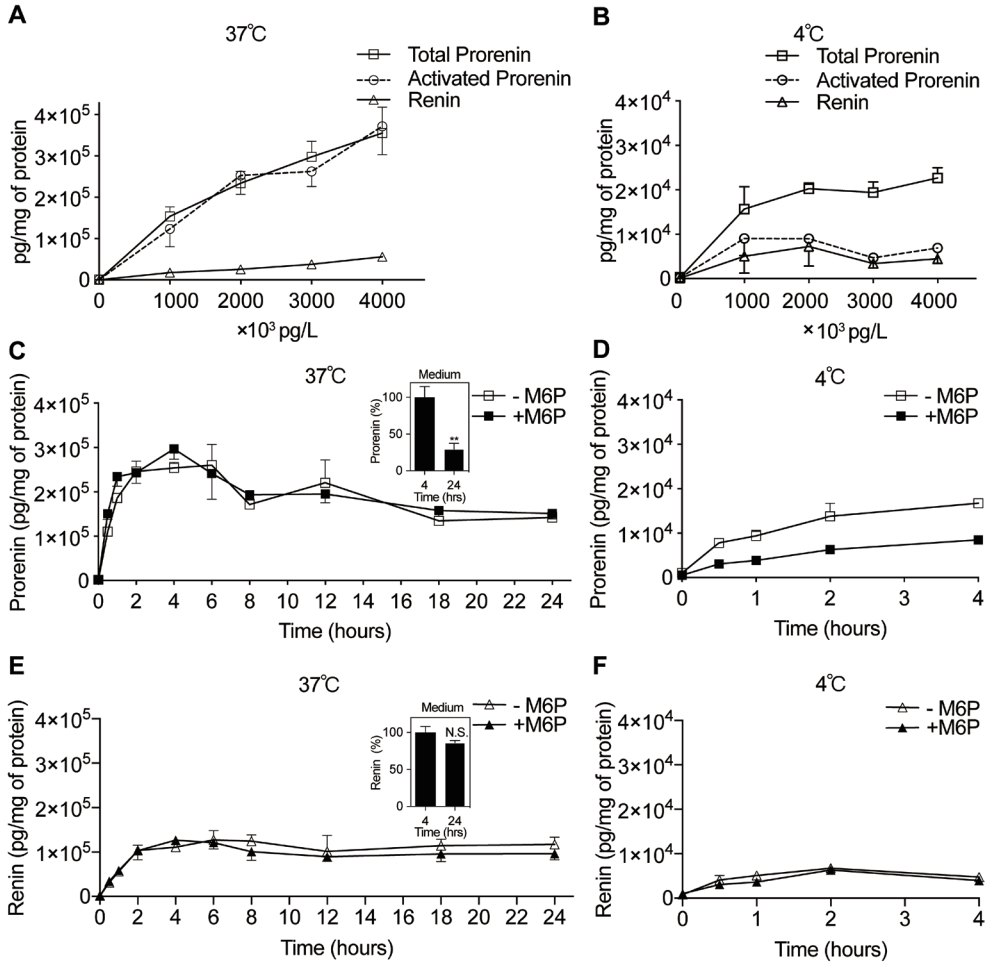 A
37°C
Total Prorenin
Activated Prorenin
Renin
pg/mg of protein
4×10⁵
3×10⁵
2×10⁵
1×10⁵
0
0 1000 2000 3000 4000
×10³ pg/L
B
4°C
Total Prorenin
Activated Prorenin
Renin
pg/mg of protein
4×10⁴
3×10⁴
2×10⁴
1×10⁴
0
0 1000 2000 3000 4000
×10³ pg/L
C
37°C
- M6P
+M6P
Prorenin (pg/mg of protein)
4×10⁵
3×10⁵
2×10⁵
1×10⁵
0
0 2 4 6 8 10 12 14 16 18 20 22 24
Time (hours)
Medium
Prorenin (%)
100
50
0
**
4 24
Time (hrs)
D
4°C
- M6P
+M6P
Prorenin (pg/mg of protein)
4×10⁴
3×10⁴
2×10⁴
1×10⁴
0
0 1 2 3 4
Time (hours)
E
37°C
- M6P
+M6P
Renin (pg/mg of protein)
4×10⁵
3×10⁵
2×10⁵
1×10⁵
0
0 2 4 6 8 10 12 14 16 18 20 22 24
Time (hours)
Medium
Renin (%)
100
50
0
N.S.
4 24
Time (hrs)
F
4°C
- M6P
+M6P
Renin (pg/mg of protein)
4×10⁴
3×10⁴
2×10⁴
1×10⁴
0
0 1 2 3 4
Time (hours)